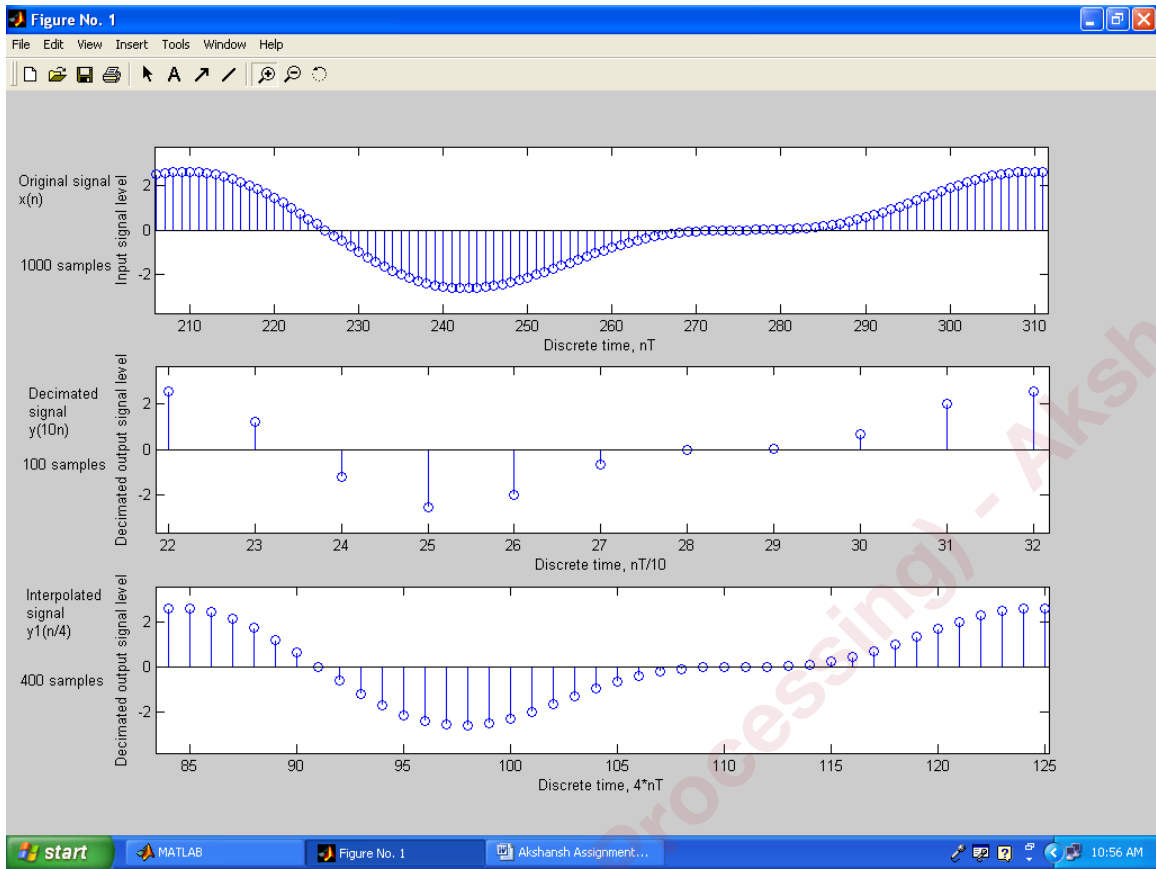 Figure No. 1
File Edit View Insert Tools Window Help
Original signal
x(n)
1000 samples
Input signal level
2
0
-2
210 220 230 240 250 260 270 280 290 300 310
Discrete time, nT
Decimated
signal
y(10n)
100 samples
Decimated output signal level
2
0
-2
22 23 24 25 26 27 28 29 30 31 32
Discrete time, nT/10
Interpolated
signal
y1(n/4)
400 samples
Decimated output signal level
2
0
-2
85 90 95 100 105 110 115 120 125
Discrete time, 4*nT
Processing) - Aksh
start MATLAB Figure No. 1 Akshansh Assignment... 10:56 AM